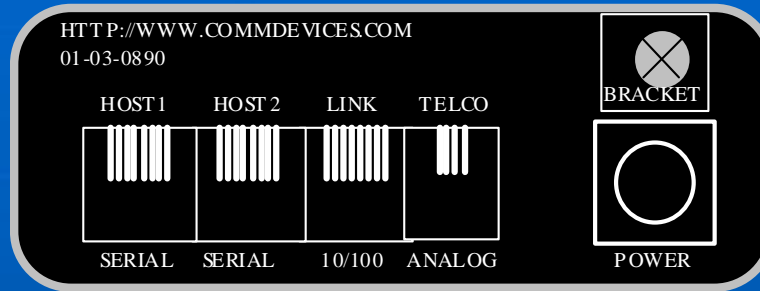 HTTP://WWW.COMMDEVICES.COM
01-03-0890
BRACKET
HOST1 HOST2 LINK TELCO
SERIAL SERIAL 10/100 ANALOG POWER